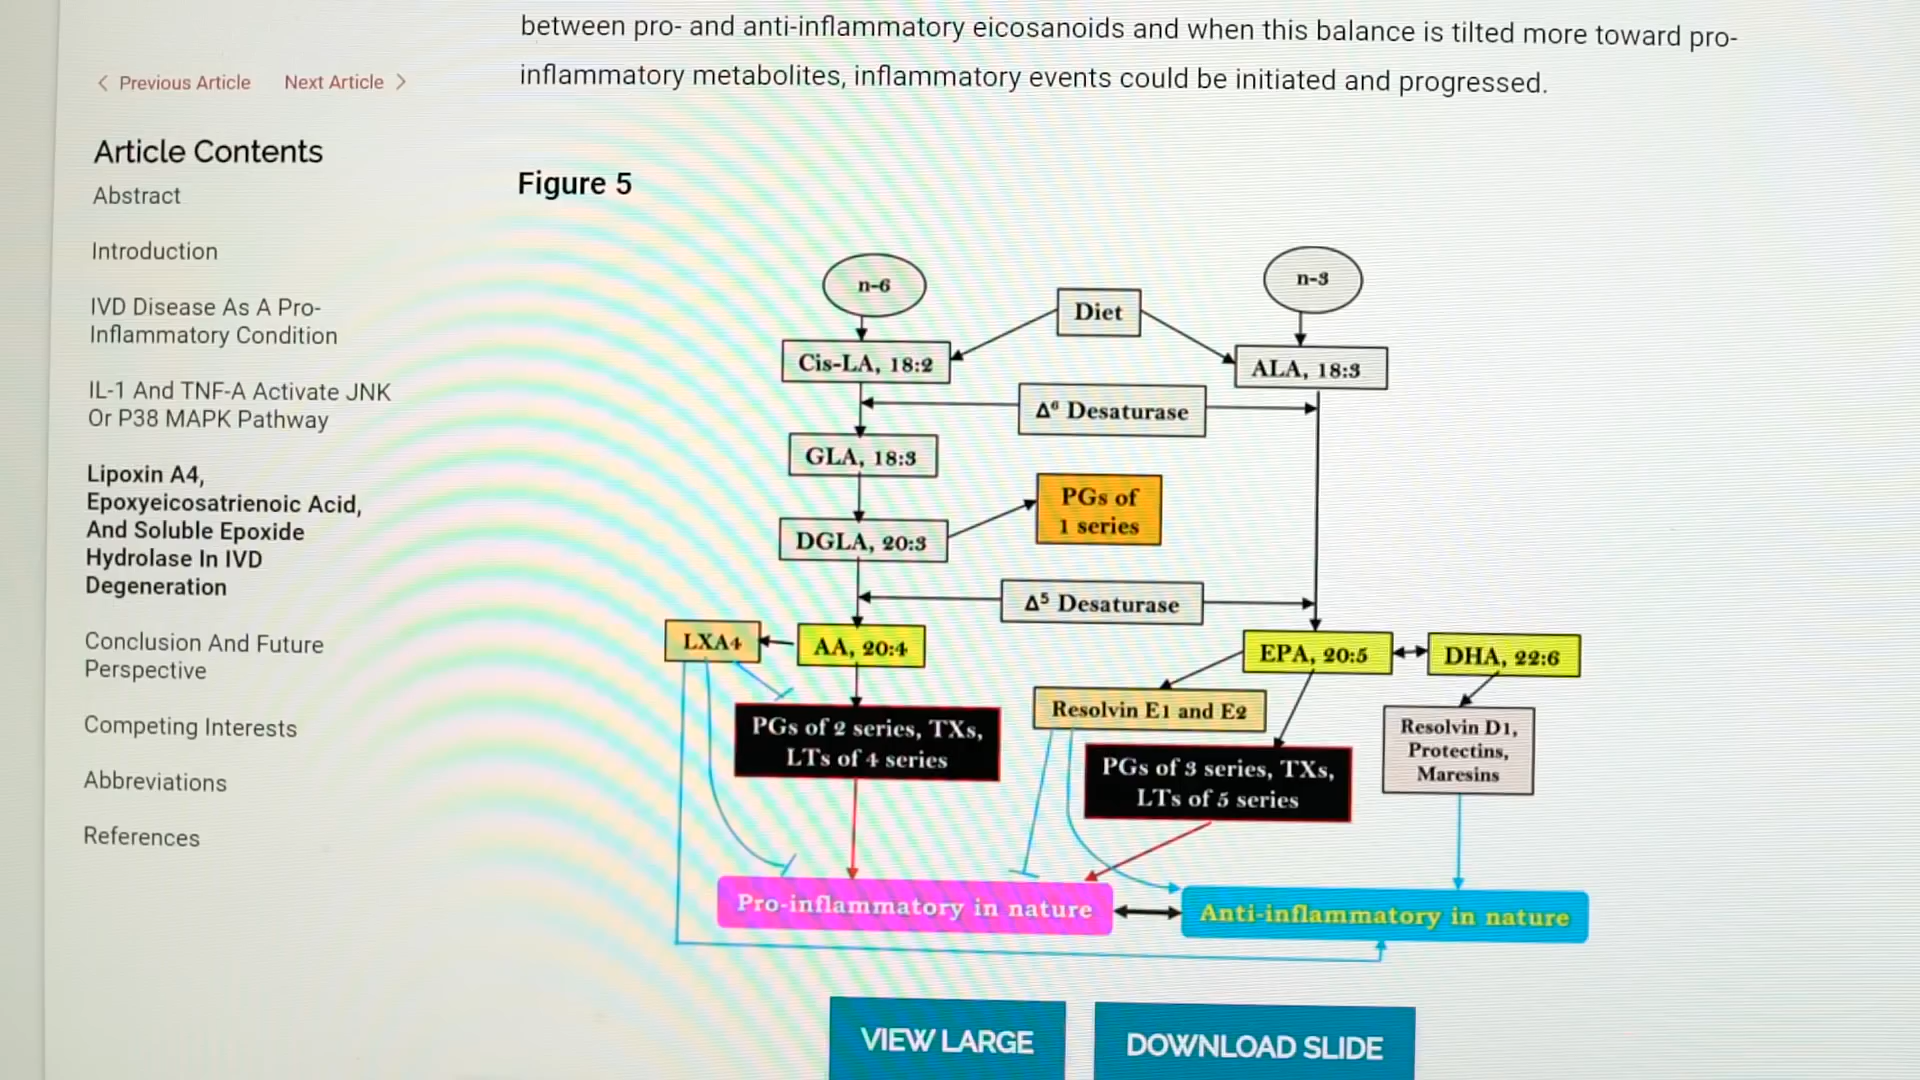 between pro- and anti-inflammatory eicosanoids and when this balance is tilted more toward pro-
inflammatory metabolites, inflammatory events could be initiated and progressed.
< Previous Article
Next Article >
Article Contents
Abstract
Introduction
IVD Disease As A Pro-
Inflammatory Condition
IL-1 And TNF-A Activate JNK
Or P38 MAPK Pathway
Lipoxin A4,
Epoxyeicosatrienoic Acid,
And Soluble Epoxide
Hydrolase In IVD
Degeneration
Conclusion And Future
Perspective
Competing Interests
Abbreviations
References
Figure 5
n-6
n-3
Diet
Cis-LA, 18:2
ALA, 18:3
Δ⁶ Desaturase
GLA, 18:3
PGs of
1 series
DGLA, 20:3
Δ⁵ Desaturase
LXA4
AA, 20:4
EPA, 20:5
DHA, 22:6
PGs of 2 series, TXs,
LTs of 4 series
Resolvin E1 and E2
PGs of 3 series, TXs,
LTs of 5 series
Resolvin D1,
Protectins,
Maresins
Pro-inflammatory in nature
Anti-inflammatory in nature
VIEW LARGE
DOWNLOAD SLIDE